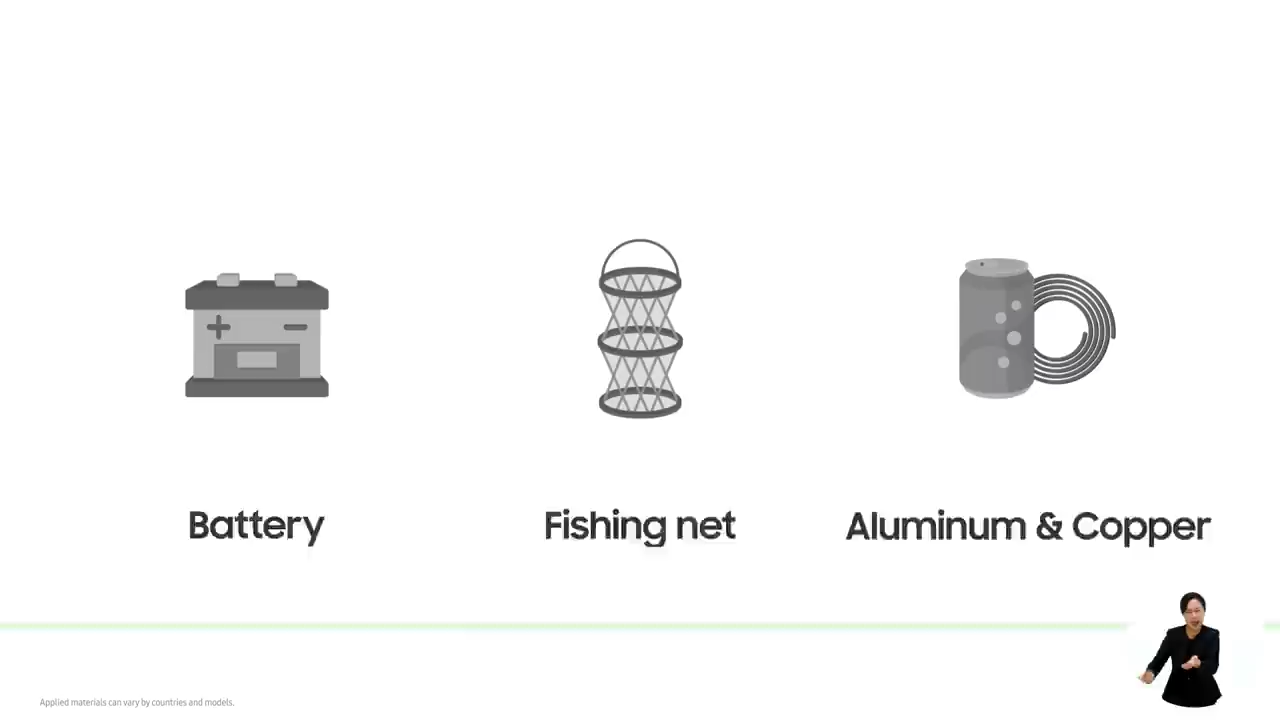 Battery
Fishing net
Aluminum & Copper
Applied materials can vary by countries and models.